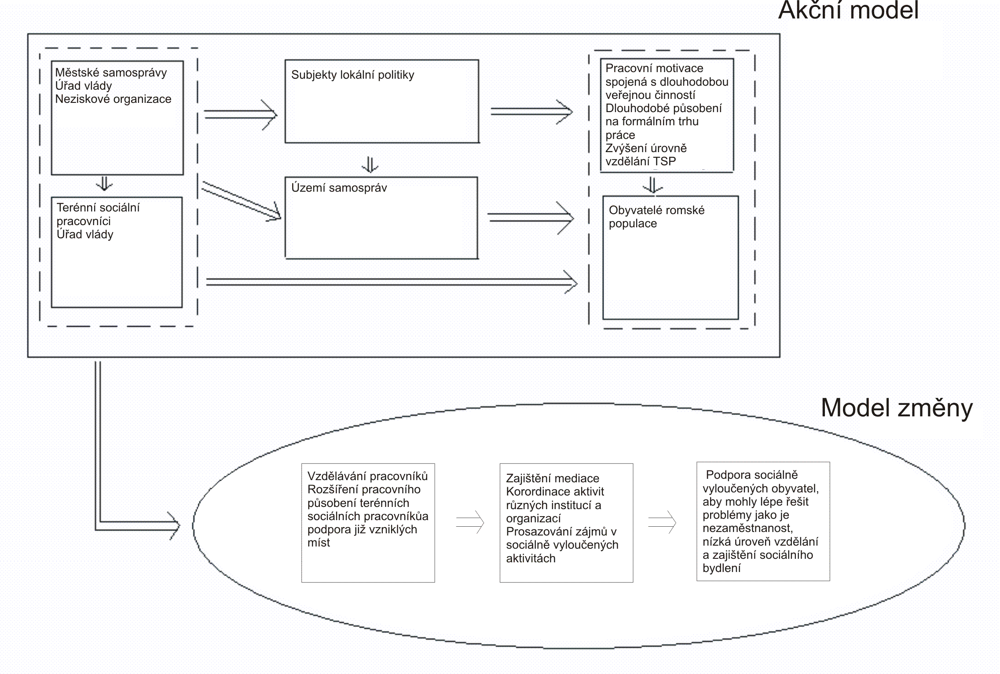 Akční model
Městské samosprávy
Úřad vlády
Neziskové organizace
Subjekty lokální politiky
Pracovní motivace
spojená s dlouhodobou
veřejnou činností
Dlouhodobé působení
na formálním trhu
práce
Zvýšení úrovně
vzdělání TSP
Terénní sociální
pracovníci
Úřad vlády
Území samospráv
Obyvatelé romské
populace
Model změny
Vzdělávání pracovníků
Rozšíření pracovního
působení terénních
sociálních pracovníkůa
podpora již vzniklých
míst
Zajištění mediace
Korordinace aktivit
různých institucí a
organizací
Prosazování zájmů v
sociálně vyloučených
aktivitách
Podpora sociálně
vyloučených obyvatel,
aby mohly lépe řešit
problémy jako je
nezaměstnanost,
nízká úroveň vzdělání
a zajištění sociálního
bydlení